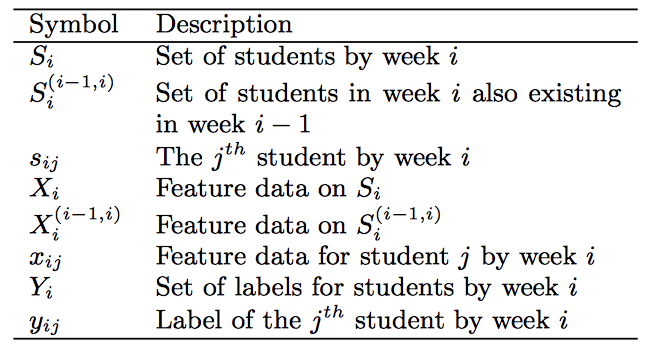 Symbol Description
S_i Set of students by week i
S_i^{(i−1,i)} Set of students in week i also existing
in week i − 1
s_{ij} The j^{th} student by week i
X_i Feature data on S_i
X_i^{(i−1,i)} Feature data on S_i^{(i−1,i)}
x_{ij} Feature data for student j by week i
Y_i Set of labels for students by week i
y_{ij} Label of the j^{th} student by week i